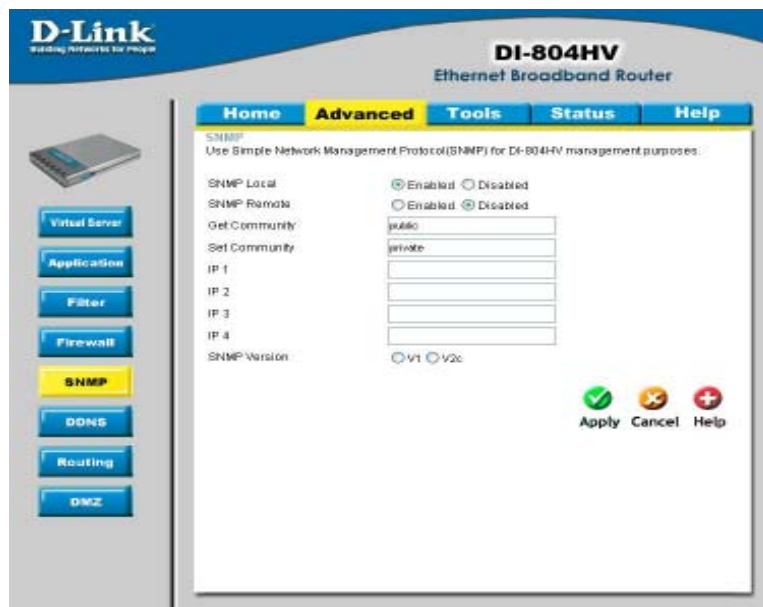 D-Link
Building Networks for People
DI-804HV
Ethernet Broadband Router
Home Advanced Tools Status Help
SNMP
Use Simple Network Management Protocol(SNMP) for DI-804HV management purposes.
SNMP Local Enabled Disabled
SNMP Remote Enabled Disabled
Get Community public
Set Community private
IP 1
IP 2
IP 3
IP 4
SNMP Version V1 V2c
Apply Cancel Help
Virtual Server
Application
Filter
Firewall
SNMP
DDNS
Routing
DMZ